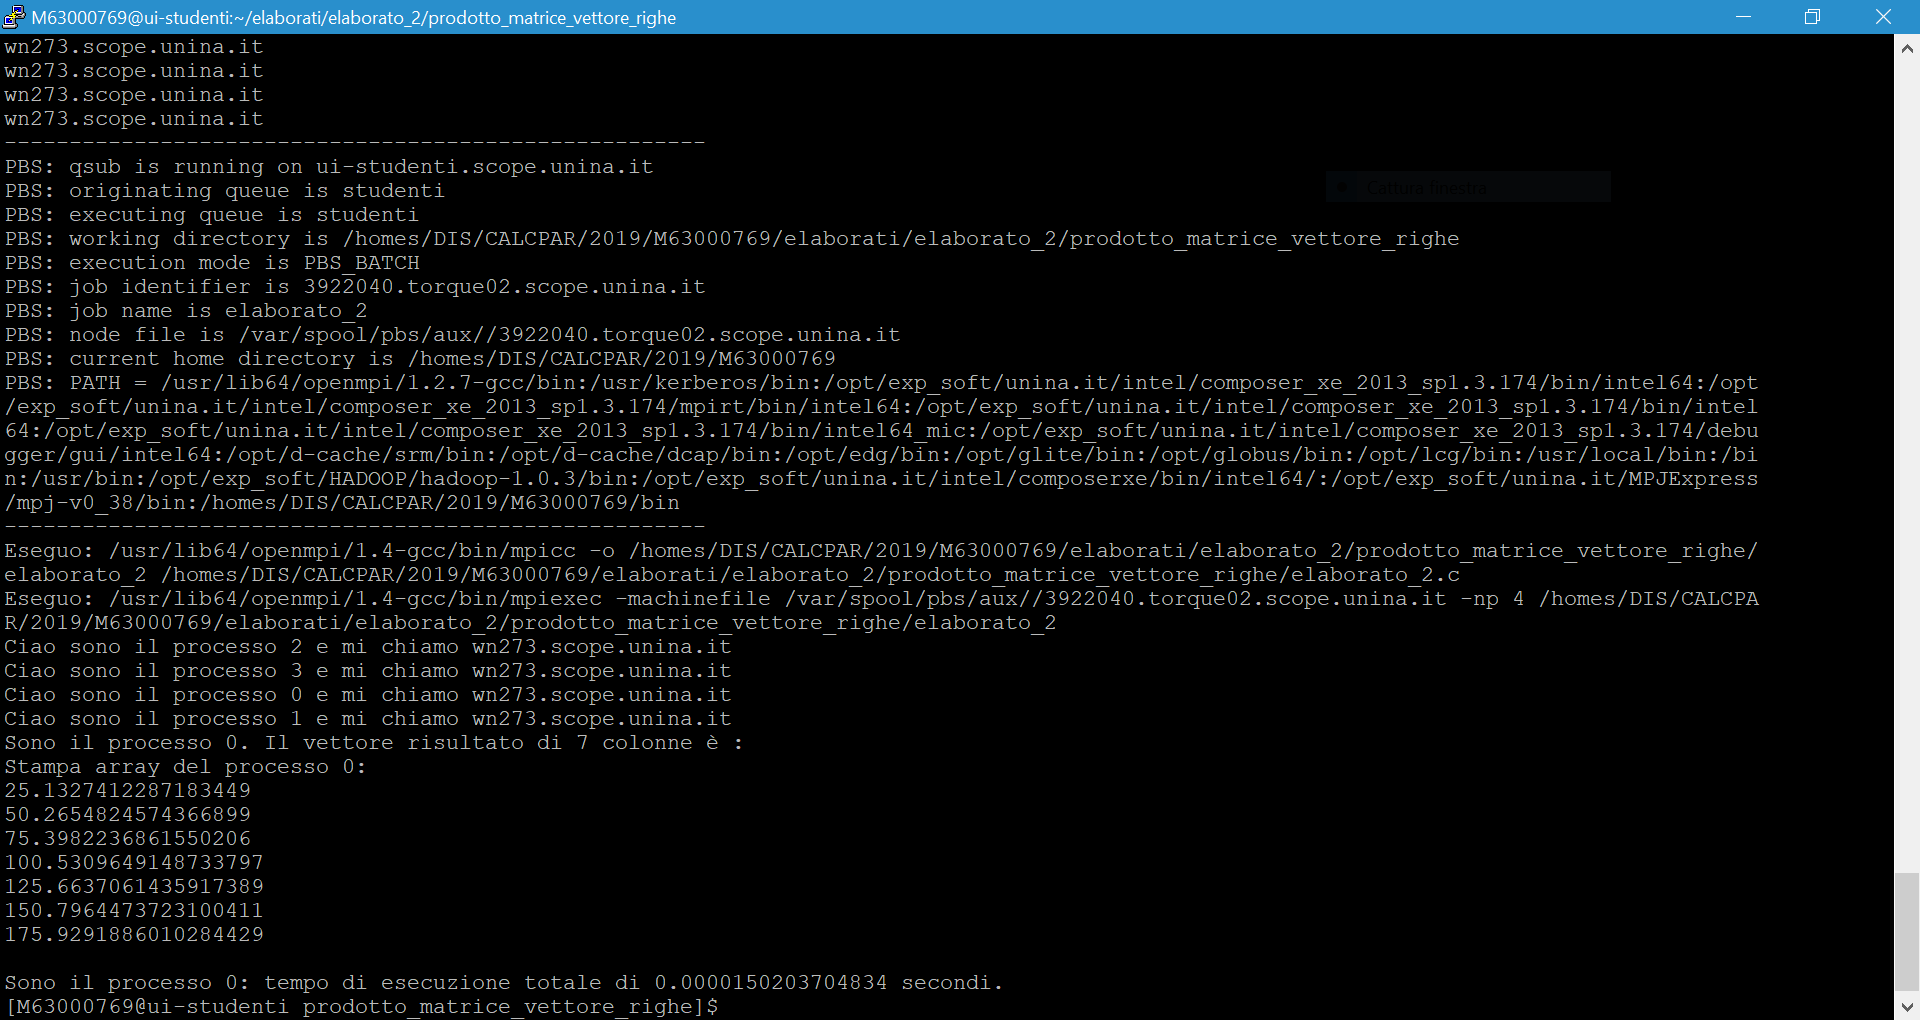 M63000769@ui-studenti:~/elaborati/elaborato_2/prodotto_matrice_vettore_righe
wn273.scope.unina.it
wn273.scope.unina.it
wn273.scope.unina.it
wn273.scope.unina.it
------------------------------------------------------
PBS: qsub is running on ui-studenti.scope.unina.it
PBS: originating queue is studenti
Cattura finestra
PBS: executing queue is studenti
PBS: working directory is /homes/DIS/CALCPAR/2019/M63000769/elaborati/elaborato_2/prodotto_matrice_vettore_righe
PBS: execution mode is PBS_BATCH
PBS: job identifier is 3922040.torque02.scope.unina.it
PBS: job name is elaborato_2
PBS: node file is /var/spool/pbs/aux//3922040.torque02.scope.unina.it
PBS: current home directory is /homes/DIS/CALCPAR/2019/M63000769
PBS: PATH = /usr/lib64/openmpi/1.2.7-gcc/bin:/usr/kerberos/bin:/opt/exp_soft/unina.it/intel/composer_xe_2013_sp1.3.174/bin/intel64:/opt
/exp_soft/unina.it/intel/composer_xe_2013_sp1.3.174/mpirt/bin/intel64:/opt/exp_soft/unina.it/intel/composer_xe_2013_sp1.3.174/bin/intel
64:/opt/exp_soft/unina.it/intel/composer_xe_2013_sp1.3.174/bin/intel64_mic:/opt/exp_soft/unina.it/intel/composer_xe_2013_sp1.3.174/debu
gger/gui/intel64:/opt/d-cache/srm/bin:/opt/d-cache/dcap/bin:/opt/edg/bin:/opt/glite/bin:/opt/globus/bin:/opt/lcg/bin:/usr/local/bin:/bi
n:/usr/bin:/opt/exp_soft/HADOOP/hadoop-1.0.3/bin:/opt/exp_soft/unina.it/intel/composerxe/bin/intel64/:/opt/exp_soft/unina.it/MPJExpress
/mpj-v0_38/bin:/homes/DIS/CALCPAR/2019/M63000769/bin
------------------------------------------------------
Eseguo: /usr/lib64/openmpi/1.4-gcc/bin/mpicc -o /homes/DIS/CALCPAR/2019/M63000769/elaborati/elaborato_2/prodotto_matrice_vettore_righe/
elaborato_2 /homes/DIS/CALCPAR/2019/M63000769/elaborati/elaborato_2/prodotto_matrice_vettore_righe/elaborato_2.c
Eseguo: /usr/lib64/openmpi/1.4-gcc/bin/mpiexec -machinefile /var/spool/pbs/aux//3922040.torque02.scope.unina.it -np 4 /homes/DIS/CALCPA
R/2019/M63000769/elaborati/elaborato_2/prodotto_matrice_vettore_righe/elaborato_2
Ciao sono il processo 2 e mi chiamo wn273.scope.unina.it
Ciao sono il processo 3 e mi chiamo wn273.scope.unina.it
Ciao sono il processo 0 e mi chiamo wn273.scope.unina.it
Ciao sono il processo 1 e mi chiamo wn273.scope.unina.it
Sono il processo 0. Il vettore risultato di 7 colonne è :
Stampa array del processo 0:
25.1327412287183449
50.2654824574366899
75.3982236861550206
100.5309649148733797
125.6637061435917389
150.7964473723100411
175.9291886010284429
Sono il processo 0: tempo di esecuzione totale di 0.0000150203704834 secondi.
[M63000769@ui-studenti prodotto_matrice_vettore_righe]$